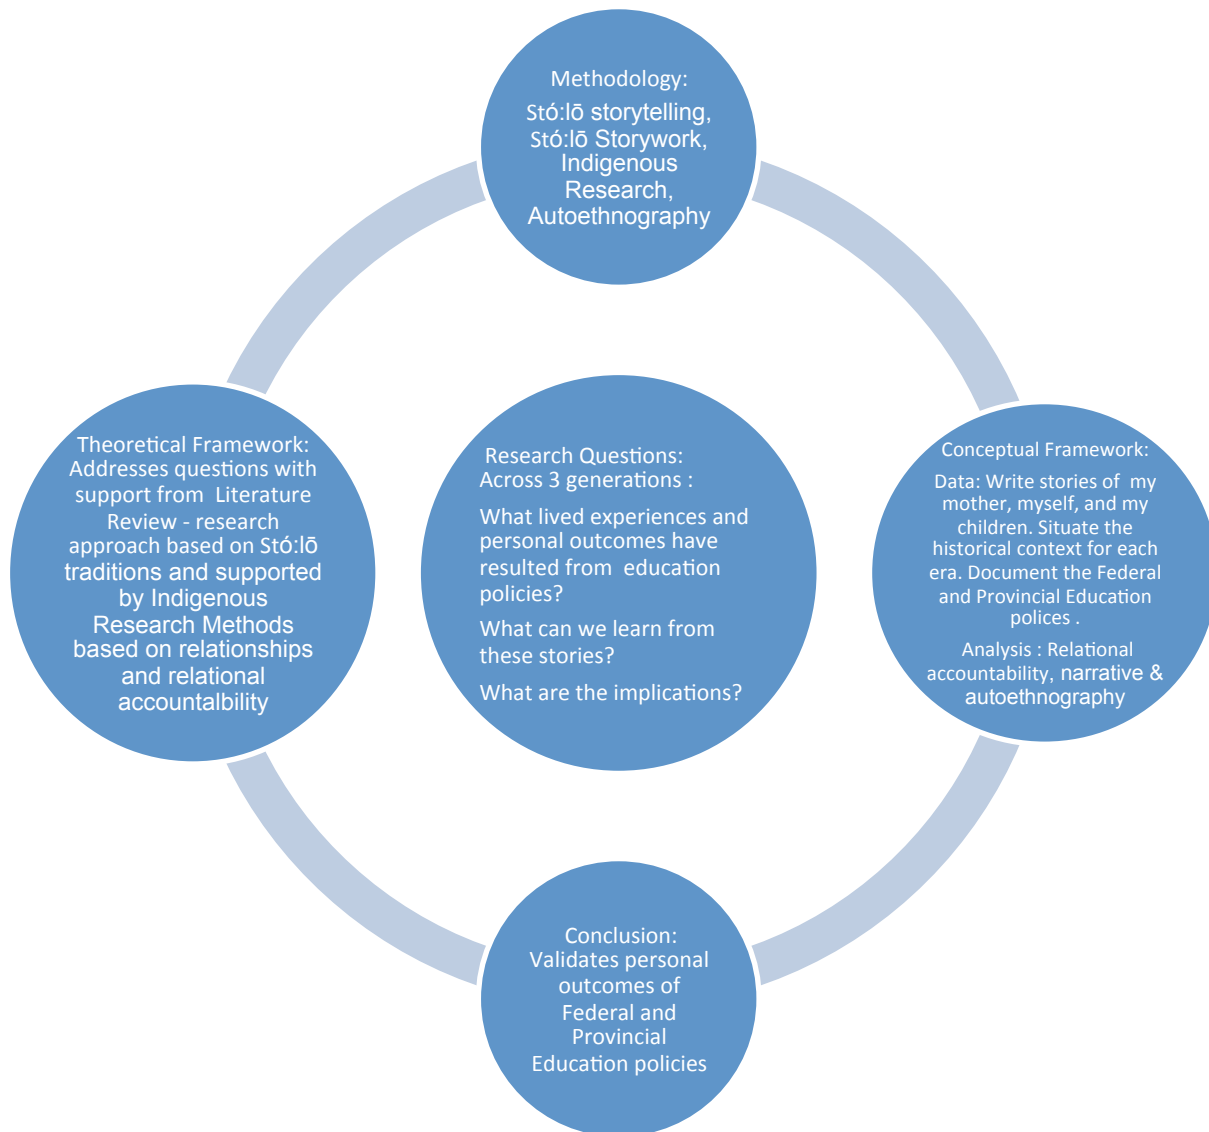 Methodology:
Stó:lō storytelling,
Stó:lō Storywork,
Indigenous
Research,
Autoethnography
Theoretical Framework:
Addresses questions with
support from Literature
Review - research
approach based on Stó:lō
traditions and supported
by Indigenous
Research Methods
based on relationships
and relational
accountalbility
Research Questions:
Across 3 generations :
What lived experiences and
personal outcomes have
resulted from education
policies?
What can we learn from
these stories?
What are the implications?
Conceptual Framework:
Data: Write stories of my
mother, myself, and my
children. Situate the
historical context for each
era. Document the Federal
and Provincial Education
polices .
Analysis : Relational
accountability, narrative &
autoethnography
Conclusion:
Validates personal
outcomes of
Federal and
Provincial
Education policies